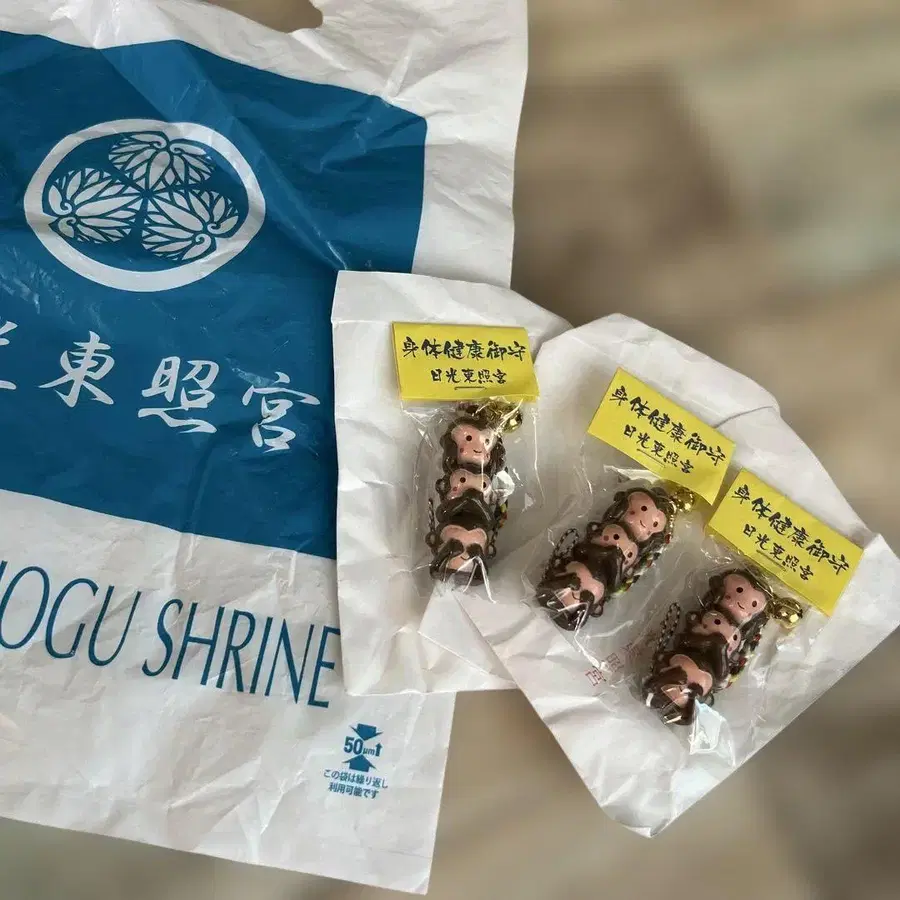 東照宮
OGU SHRINE
50μm
この袋は繰り返し
利用可能です
身体健康御守
日光東照宮
身体健康御守
日光東照宮
身体健康御守
日光東照宮